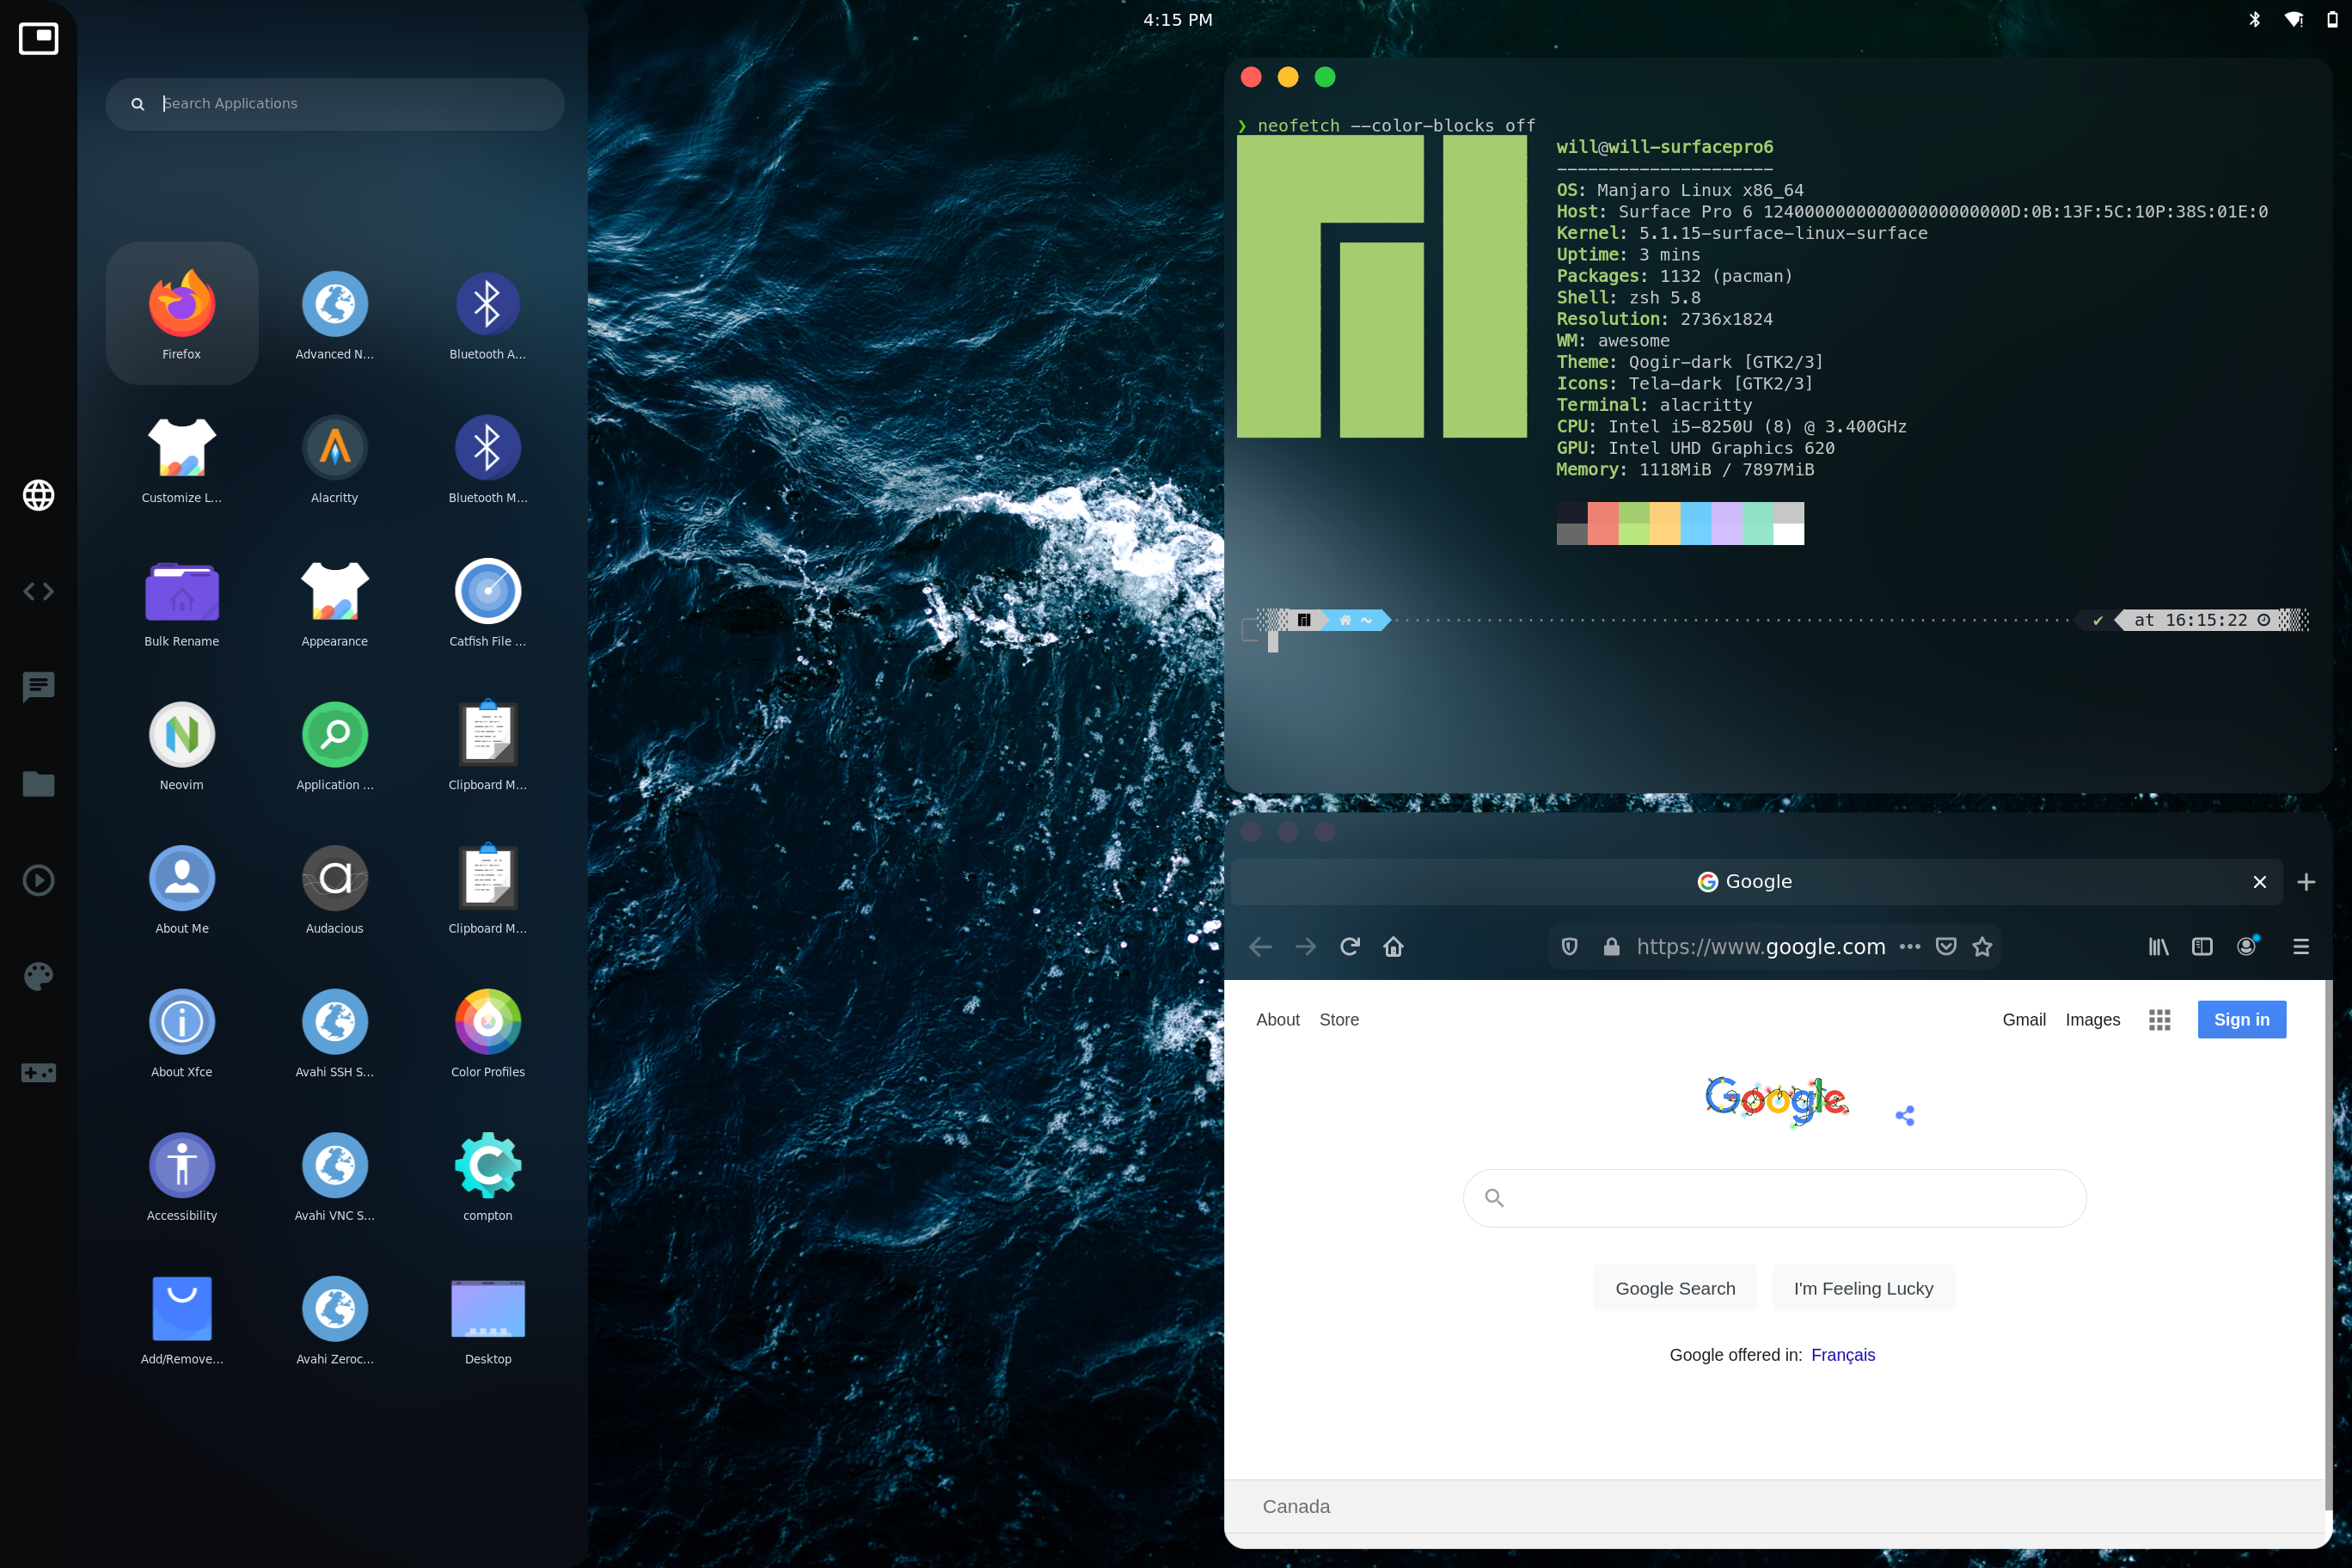 4:15 PM
Search Applications
Firefox
Advanced N...
Bluetooth A...
Customize L...
Alacritty
Bluetooth M...
Bulk Rename
Appearance
Catfish File ...
Neovim
Application ...
Clipboard M...
About Me
Audacious
Clipboard M...
About Xfce
Avahi SSH S...
Color Profiles
Accessibility
Avahi VNC S...
compton
Add/Remove...
Avahi Zeroc...
Desktop
❯ neofetch --color-blocks off
will@will-surfacepro6
---------------------
OS: Manjaro Linux x86_64
Host: Surface Pro 6 124000000000000000000000D:0B:13F:5C:10P:38S:01E:0
Kernel: 5.1.15-surface-linux-surface
Uptime: 3 mins
Packages: 1132 (pacman)
Shell: zsh 5.8
Resolution: 2736x1824
WM: awesome
Theme: Qogir-dark [GTK2/3]
Icons: Tela-dark [GTK2/3]
Terminal: alacritty
CPU: Intel i5-8250U (8) @ 3.400GHz
GPU: Intel UHD Graphics 620
Memory: 1118MiB / 7897MiB
~ ✔ at 16:15:22
Google
https://www.google.com
About Store Gmail Images Sign in
Google
Google Search I'm Feeling Lucky
Google offered in: Français
Canada